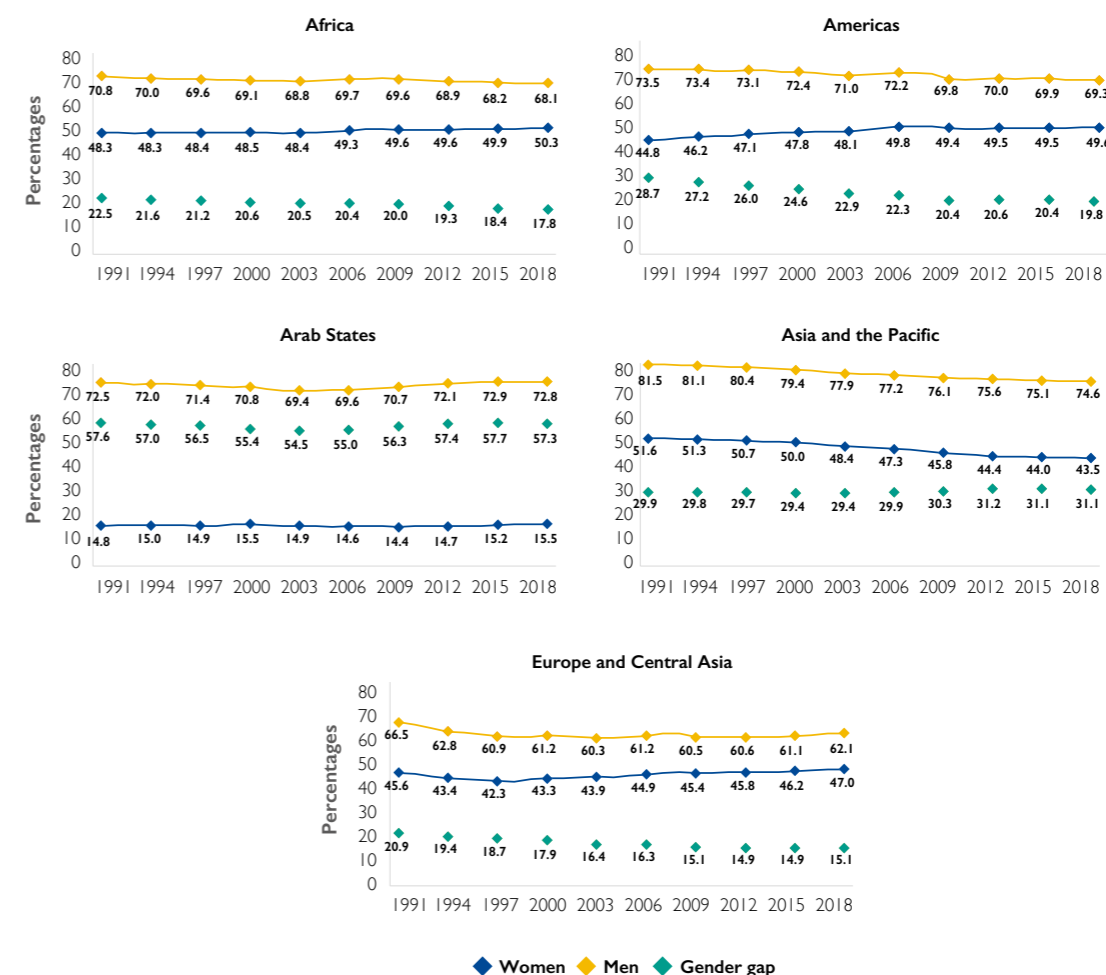 Africa
Percentages
80
70
60
50
40
30
20
10
0
70.8 70.0 69.6 69.1 68.8 69.7 69.6 68.9 68.2 68.1
48.3 48.3 48.4 48.5 48.4 49.3 49.6 49.6 49.9 50.3
22.5 21.6 21.2 20.6 20.5 20.4 20.0 19.3 18.4 17.8
1991 1994 1997 2000 2003 2006 2009 2012 2015 2018
Americas
80
70
60
50
40
30
20
10
0
73.5 73.4 73.1 72.4 71.0 72.2 69.8 70.0 69.9 69.3
44.8 46.2 47.1 47.8 48.1 49.8 49.4 49.5 49.5 49.6
28.7 27.2 26.0 24.6 22.9 22.3 20.4 20.6 20.4 19.8
1991 1994 1997 2000 2003 2006 2009 2012 2015 2018
Arab States
Percentages
80
70
60
50
40
30
20
10
0
72.5 72.0 71.4 70.8 69.4 69.6 70.7 72.1 72.9 72.8
57.6 57.0 56.5 55.4 54.5 55.0 56.3 57.4 57.7 57.3
14.8 15.0 14.9 15.5 14.9 14.6 14.4 14.7 15.2 15.5
1991 1994 1997 2000 2003 2006 2009 2012 2015 2018
Asia and the Pacific
80
70
60
50
40
30
20
10
0
81.5 81.1 80.4 79.4 77.9 77.2 76.1 75.6 75.1 74.6
51.6 51.3 50.7 50.0 48.4 47.3 45.8 44.4 44.0 43.5
29.9 29.8 29.7 29.4 29.4 29.9 30.3 31.2 31.1 31.1
1991 1994 1997 2000 2003 2006 2009 2012 2015 2018
Europe and Central Asia
Percentages
80
70
60
50
40
30
20
10
0
66.5 62.8 60.9 61.2 60.3 61.2 60.5 60.6 61.1 62.1
45.6 43.4 42.3 43.3 43.9 44.9 45.4 45.8 46.2 47.0
20.9 19.4 18.7 17.9 16.4 16.3 15.1 14.9 14.9 15.1
1991 1994 1997 2000 2003 2006 2009 2012 2015 2018
Women Men Gender gap